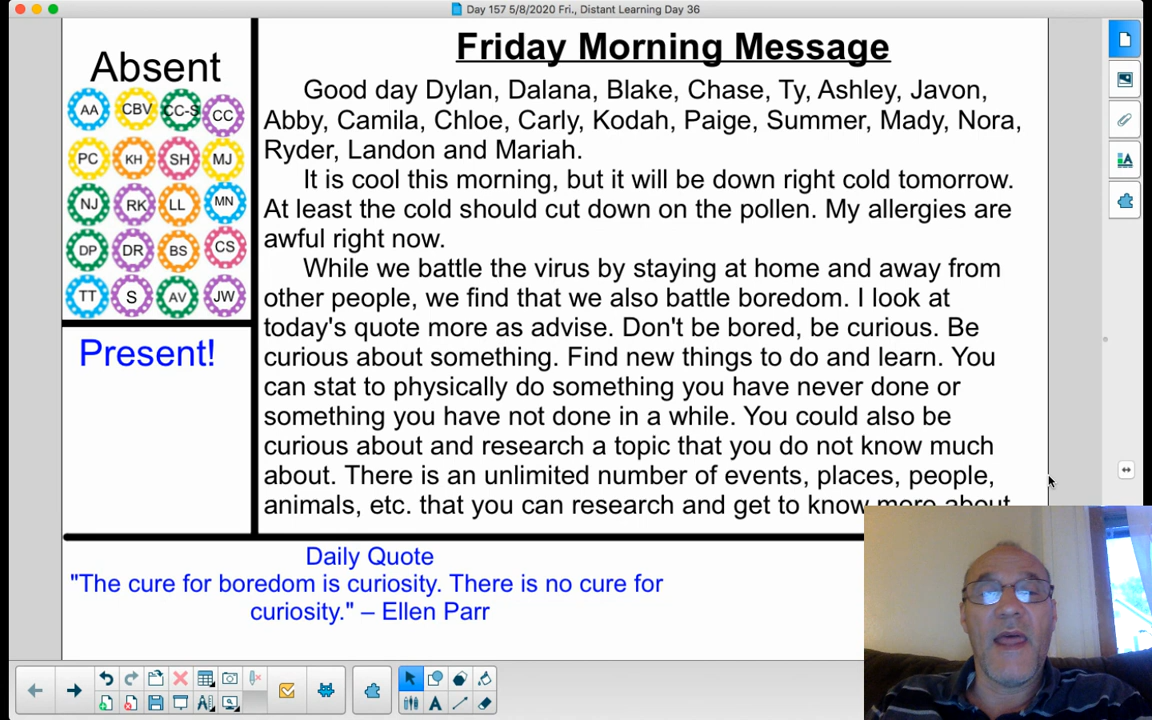 Day 157 5/8/2020 Fri., Distant Learning Day 36
Absent
AA CBV CC-S CC
PC KH SH MJ
NJ RK LL MN
DP DR BS CS
TT S AV JW
Present!
Friday Morning Message
Good day Dylan, Dalana, Blake, Chase, Ty, Ashley, Javon,
Abby, Camila, Chloe, Carly, Kodah, Paige, Summer, Mady, Nora,
Ryder, Landon and Mariah.
It is cool this morning, but it will be down right cold tomorrow.
At least the cold should cut down on the pollen. My allergies are
awful right now.
While we battle the virus by staying at home and away from
other people, we find that we also battle boredom. I look at
today's quote more as advise. Don't be bored, be curious. Be
curious about something. Find new things to do and learn. You
can stat to physically do something you have never done or
something you have not done in a while. You could also be
curious about and research a topic that you do not know much
about. There is an unlimited number of events, places, people,
animals, etc. that you can research and get to know more about
Daily Quote
"The cure for boredom is curiosity. There is no cure for
curiosity." – Ellen Parr